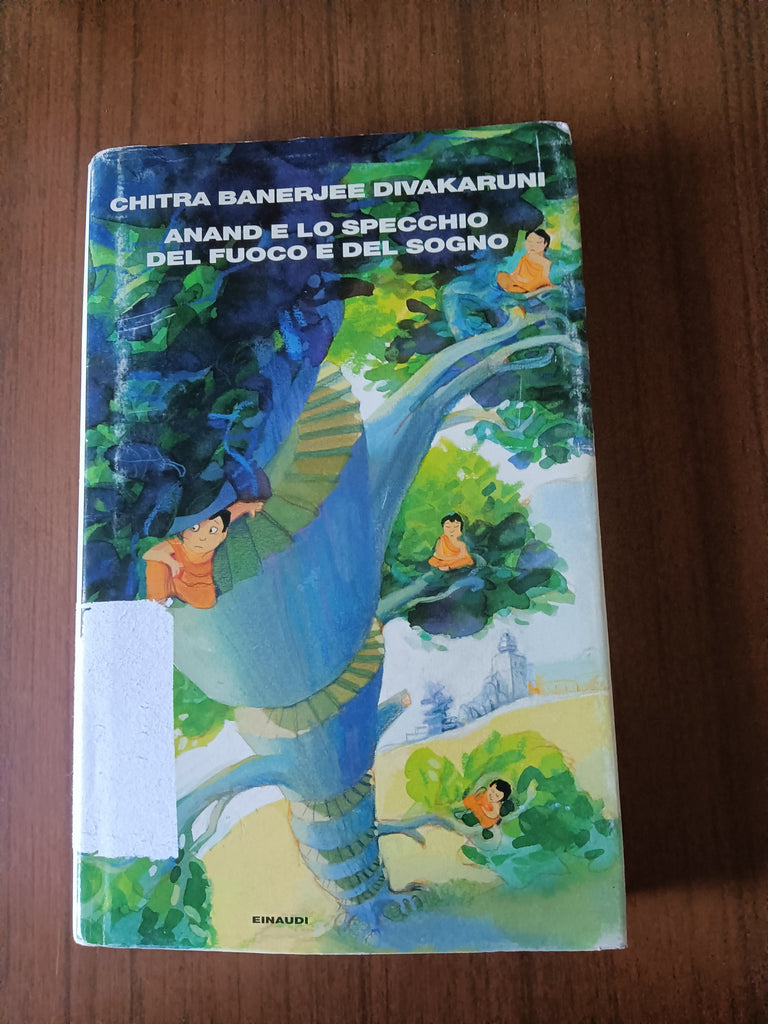 CHITRA BANERJEE DIVAKARUNI
ANAND E LO SPECCHIO
DEL FUOCO E DEL SOGNO
EINAUDI